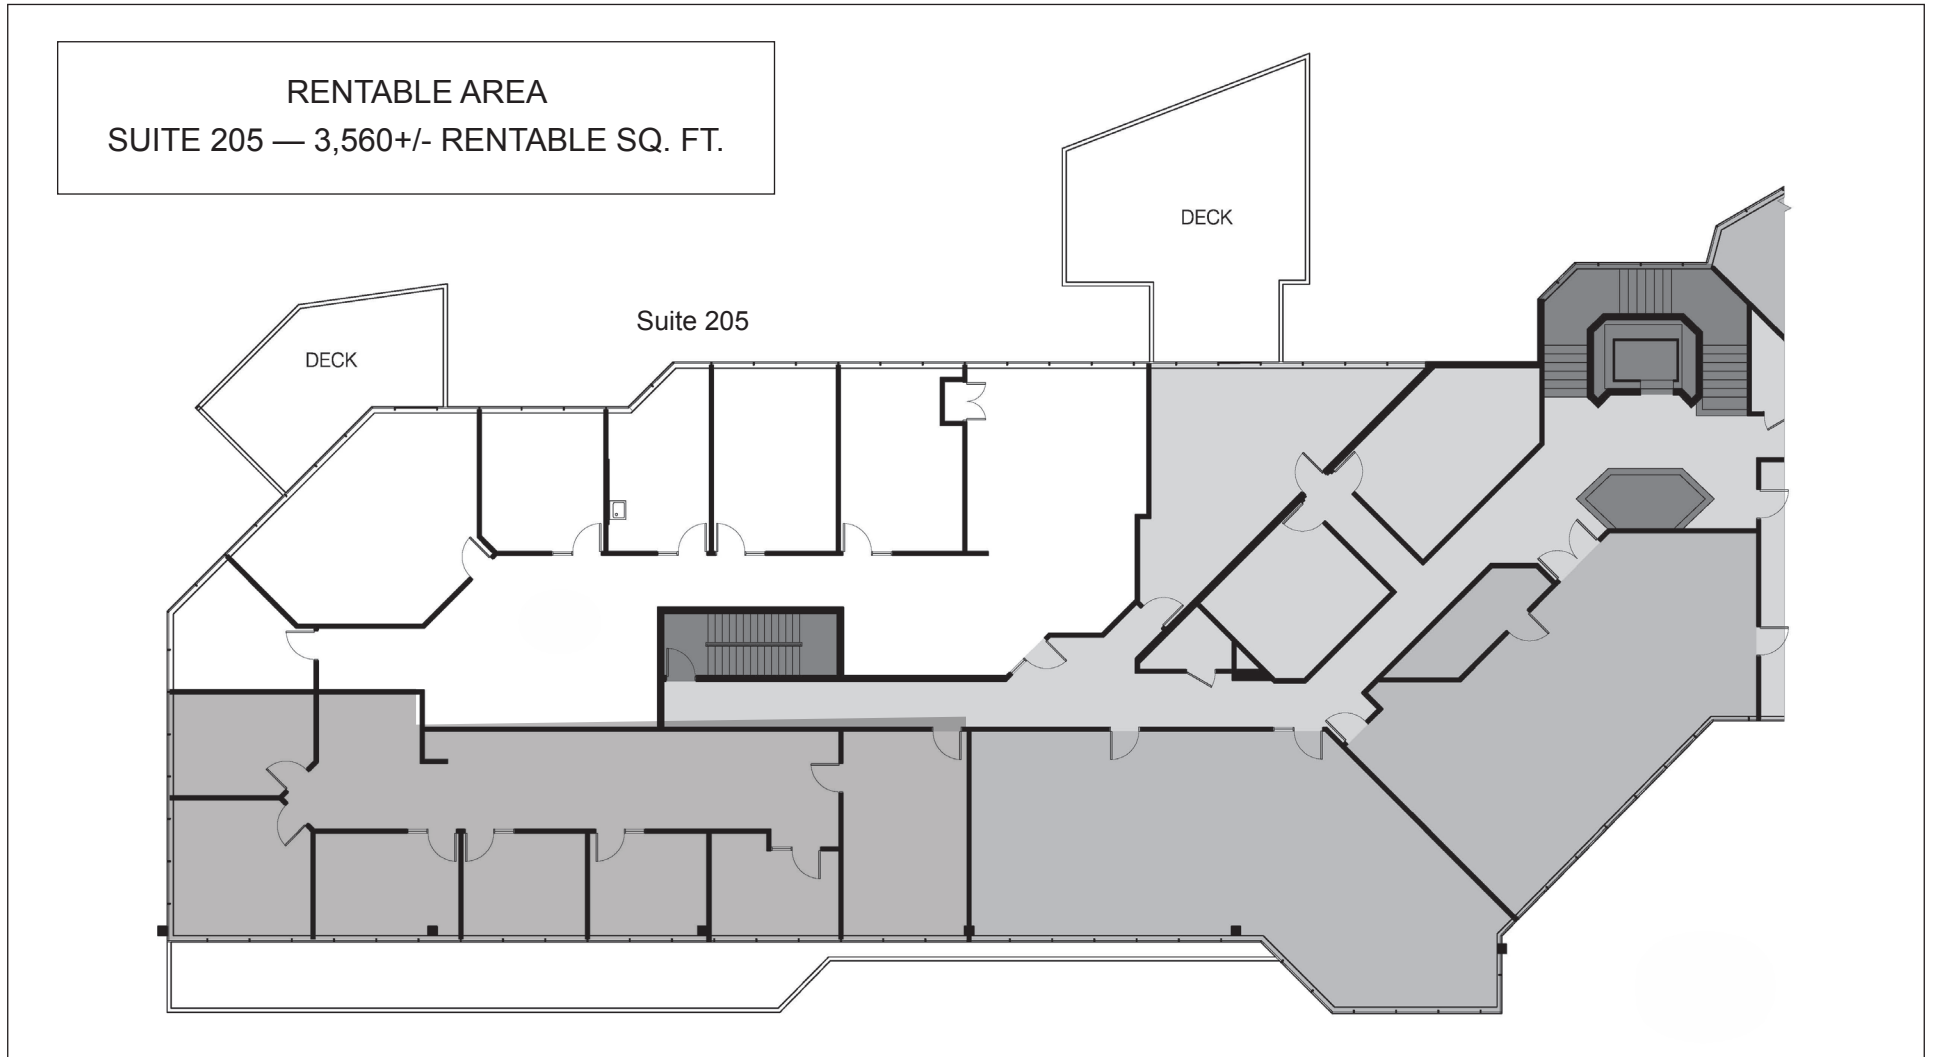 RENTABLE AREA
SUITE 205 — 3,560+/- RENTABLE SQ. FT.
DECK
Suite 205
DECK